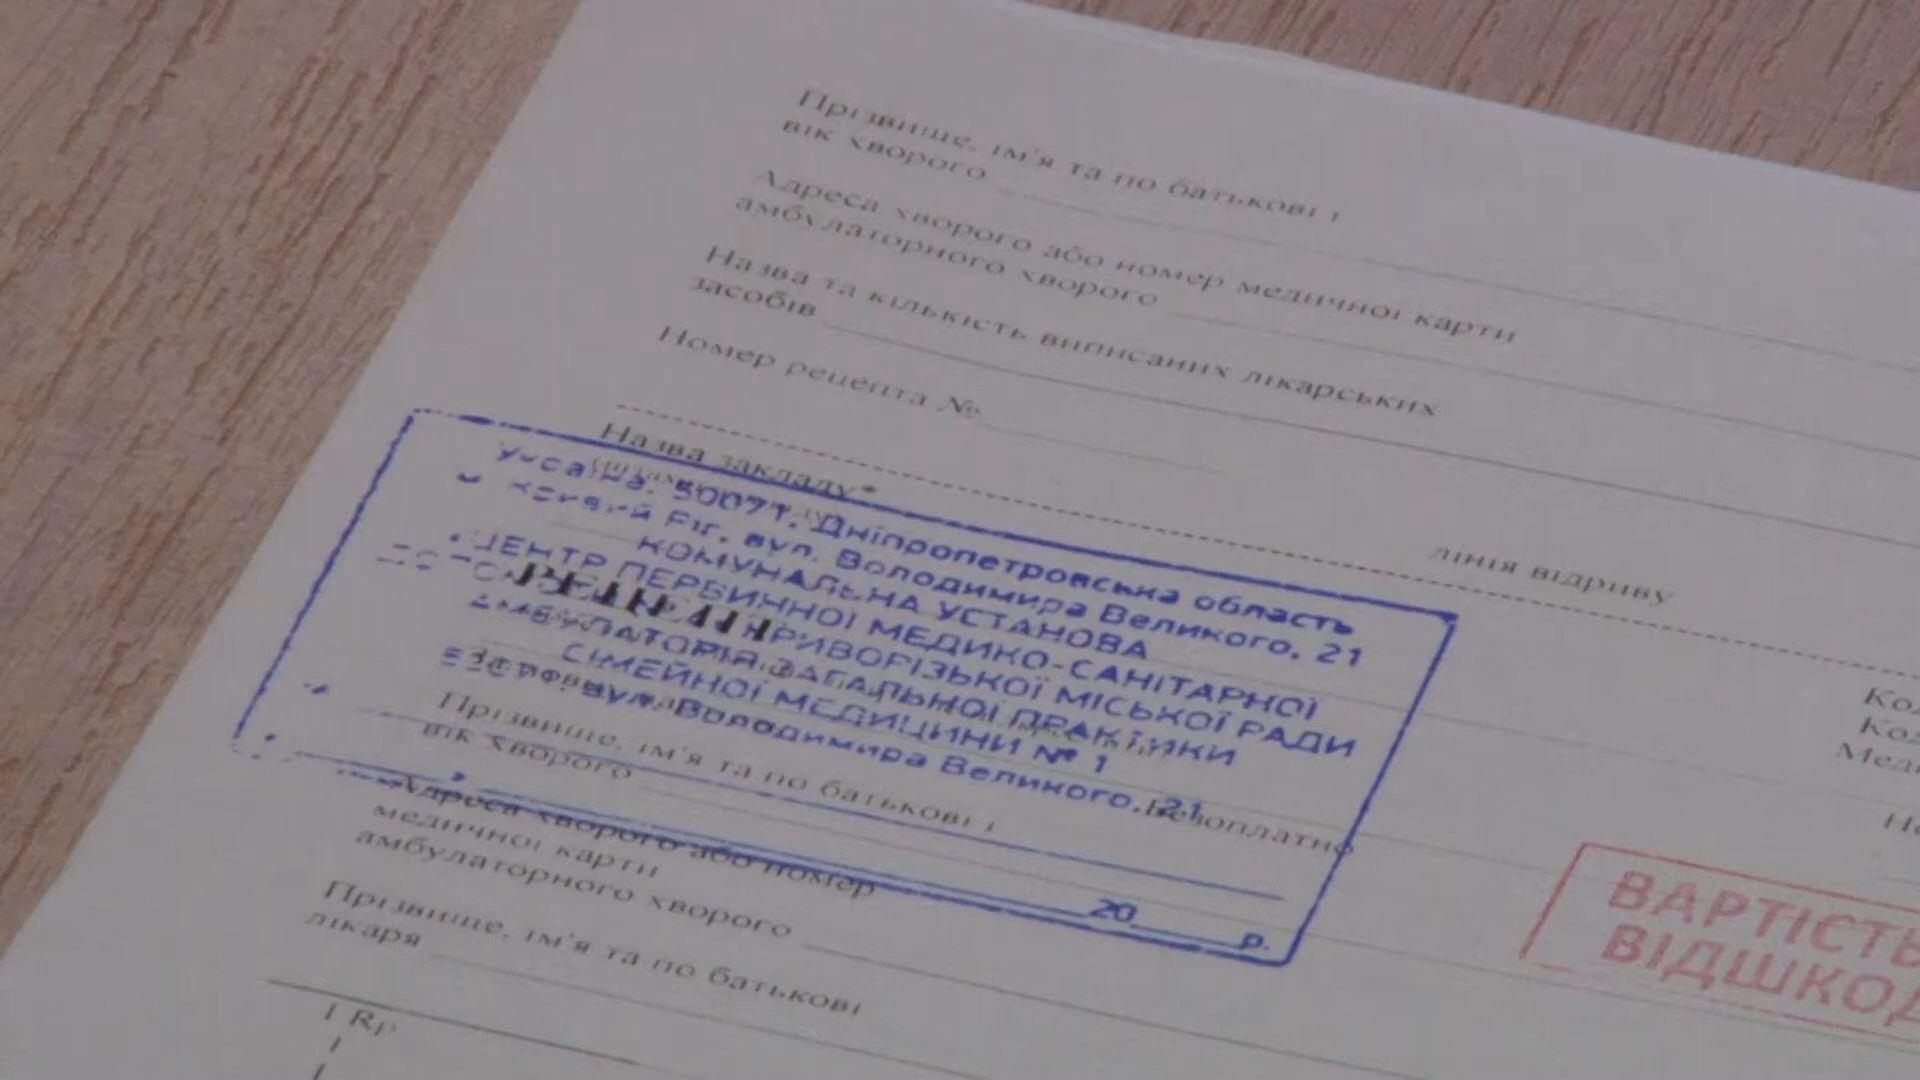 Прізвище, ім'я та по батькові і
вік хворого
Адреса хворого або номер медичної карти
амбулаторного хворого
Назва та кількість виписаних лікарських
засобів
Номер рецепта №
лінія відриву
Назва закладу*
50071, Дніпропетровська область
Ріг, вул. Володимира Великого, 21
КОМУНАЛЬНА УСТАНОВА
ЦЕНТР ПЕРВИННОЇ МЕДИКО-САНІТАРНОЇ
КРИВОРІЗЬКОЇ МІСЬКОЇ РАДИ
АМБУЛАТОРІЯ ЗАГАЛЬНОЇ ПРАКТИКИ
СІМЕЙНОЇ МЕДИЦИНИ № 1
вул. Володимира Великого, 21
20 р.
Безоплатно
Прізвище, ім'я та по батькові і
вік хворого
Адреса хворого або номер
медичної карти
амбулаторного хворого
Прізвище, ім'я та по батькові
лікаря
Rp
ВАРТІСТЬ